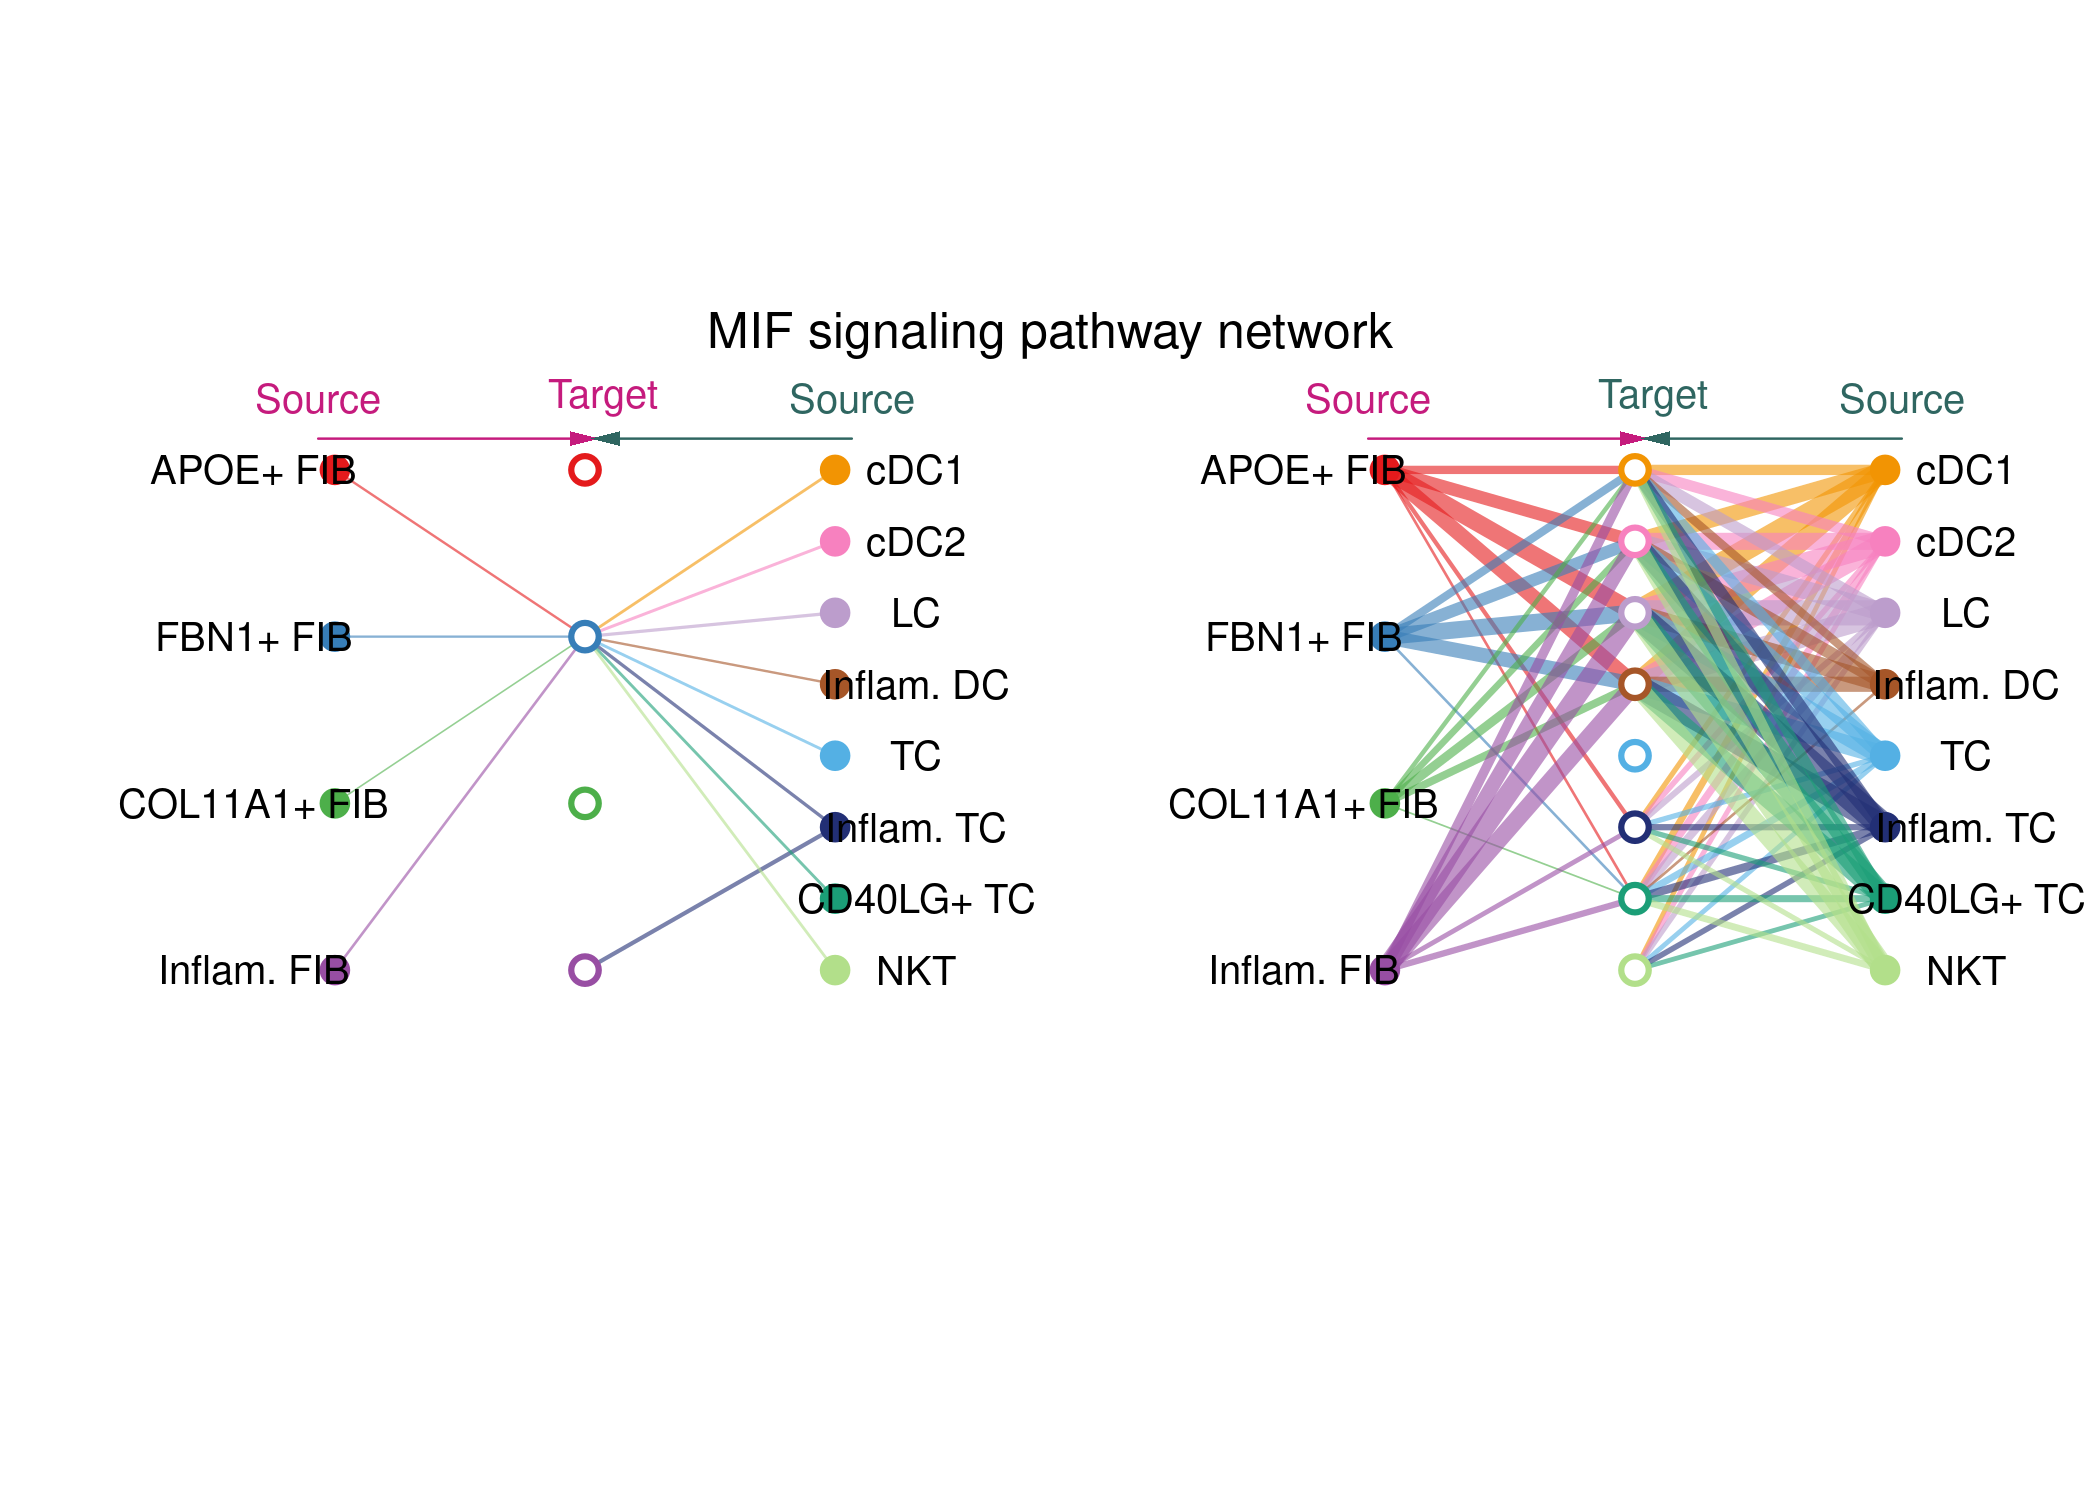 MIF signaling pathway network
Source
Target
Source
APOE+ FIB
FBN1+ FIB
COL11A1+ FIB
Inflam. FIB
cDC1
cDC2
LC
Inflam. DC
TC
Inflam. TC
CD40LG+ TC
NKT
Source
Target
Source
APOE+ FIB
FBN1+ FIB
COL11A1+ FIB
Inflam. FIB
cDC1
cDC2
LC
Inflam. DC
TC
Inflam. TC
CD40LG+ TC
NKT